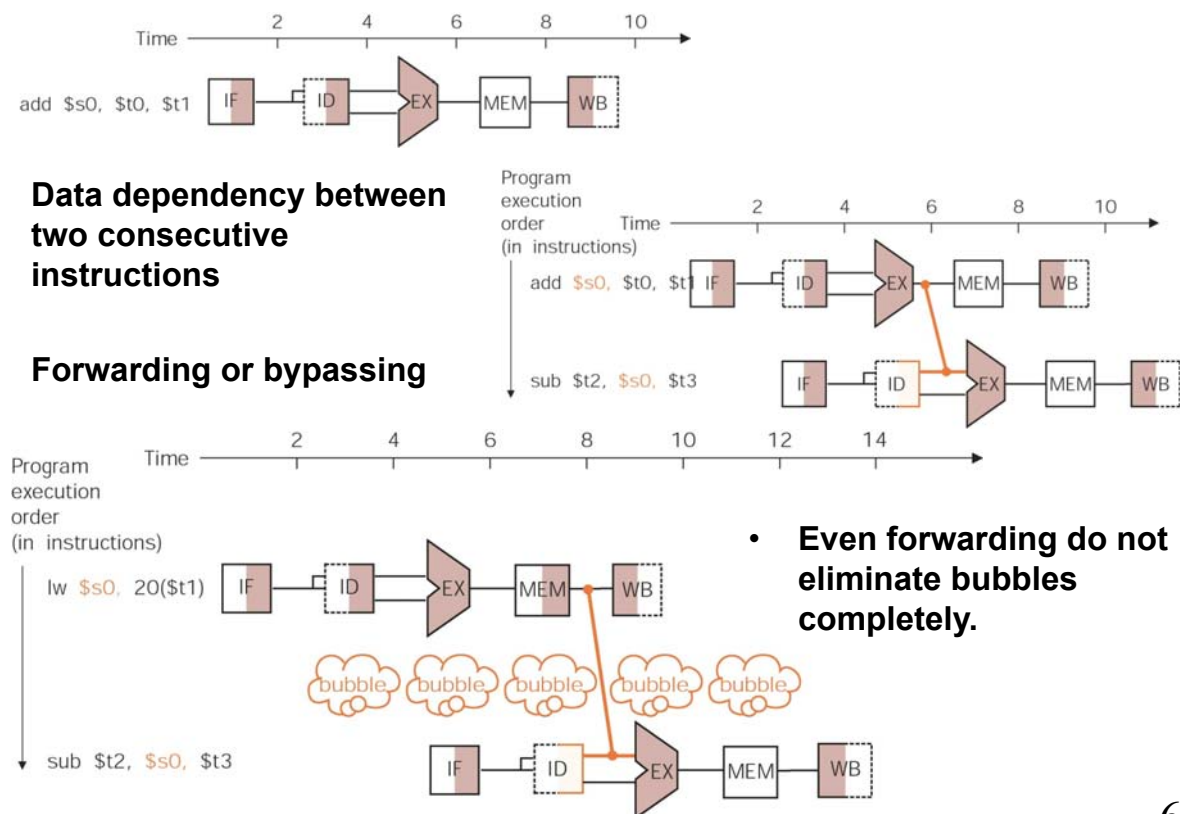 2 4 6 8 10
Time
add $s0, $t0, $t1 IF ID EX MEM WB
Data dependency between
two consecutive
instructions
Forwarding or bypassing
Program
execution
order Time
(in instructions)
2 4 6 8 10
add $s0, $t0, $t1 IF ID EX MEM WB
sub $t2, $s0, $t3 IF ID EX MEM WB
2 4 6 8 10 12 14
Time
Program
execution
order
(in instructions)
lw $s0, 20($t1) IF ID EX MEM WB
bubble bubble bubble bubble bubble
sub $t2, $s0, $t3 IF ID EX MEM WB
• Even forwarding do not
eliminate bubbles
completely.